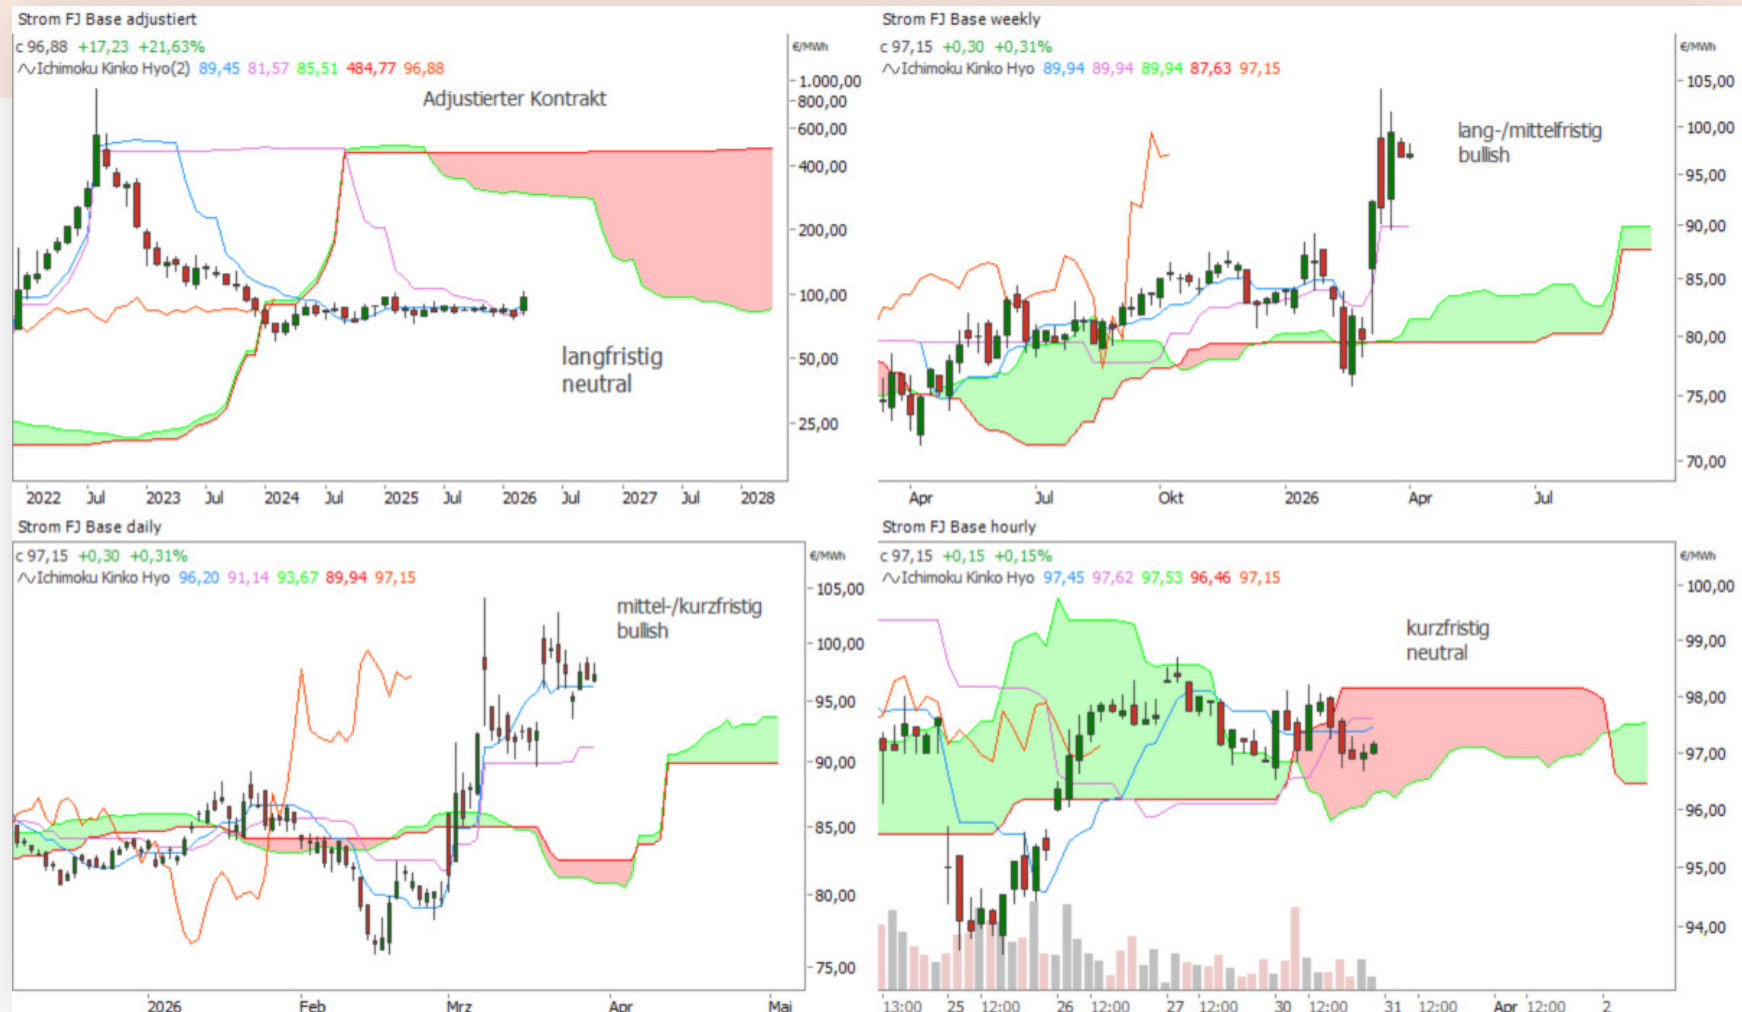 Strom FJ Base adjustiert
c 96,88 +17,23 +21,63%
Ichimoku Kinko Hyo(2) 89,45 81,57 85,51 484,77 96,88
€/MWh
Adjustierter Kontrakt
langfristig
neutral
1.000,00
800,00
600,00
400,00
200,00
100,00
50,00
25,00
2022 Jul 2023 Jul 2024 Jul 2025 Jul 2026 Jul 2027 Jul 2028
Strom FJ Base weekly
c 97,15 +0,30 +0,31%
Ichimoku Kinko Hyo 89,94 89,94 89,94 87,63 97,15
€/MWh
lang-/mittelfristig
bullish
105,00
100,00
95,00
90,00
85,00
80,00
75,00
70,00
Apr Jul Okt 2026 Apr Jul
Strom FJ Base daily
c 97,15 +0,30 +0,31%
Ichimoku Kinko Hyo 96,20 91,14 93,67 89,94 97,15
€/MWh
mittel-/kurzfristig
bullish
105,00
100,00
95,00
90,00
85,00
80,00
75,00
2026 Feb Mrz Apr Mai
Strom FJ Base hourly
c 97,15 +0,15 +0,15%
Ichimoku Kinko Hyo 97,45 97,62 97,53 96,46 97,15
€/MWh
kurzfristig
neutral
100,00
99,00
98,00
97,00
96,00
95,00
94,00
13:00 25 12:00 26 12:00 27 12:00 30 12:00 31 12:00 Apr 12:00 2